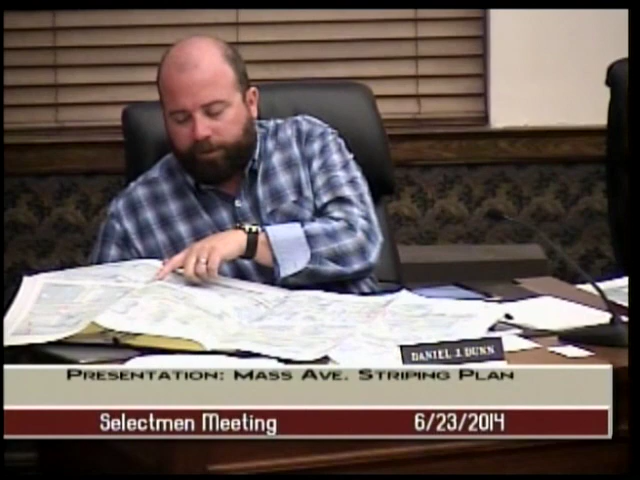 DANIEL J. DUNN
PRESENTATION: MASS AVE. STRIPING PLAN
Selectmen Meeting 6/23/2014